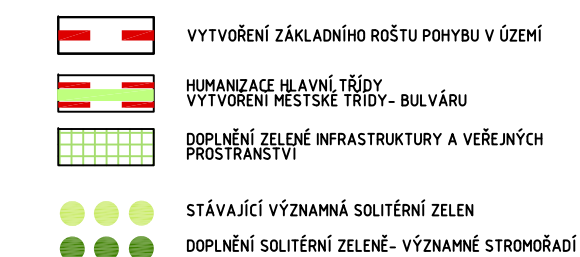 VYTVOŘENÍ ZÁKLADNÍHO ROŠTU POHYBU V ÚZEMÍ
HUMANIZACE HLAVNÍ TŘÍDY
VYTVOŘENÍ MĚSTSKÉ TŘÍDY- BULVÁRU
DOPLNĚNÍ ZELENÉ INFRASTRUKTURY A VEŘEJNÝCH
PROSTRANSTVÍ
STÁVAJÍCÍ VÝZNAMNÁ SOLITÉRNÍ ZELEN
DOPLNĚNÍ SOLITÉRNÍ ZELENĚ- VÝZNAMNÉ STROMOŘADÍ